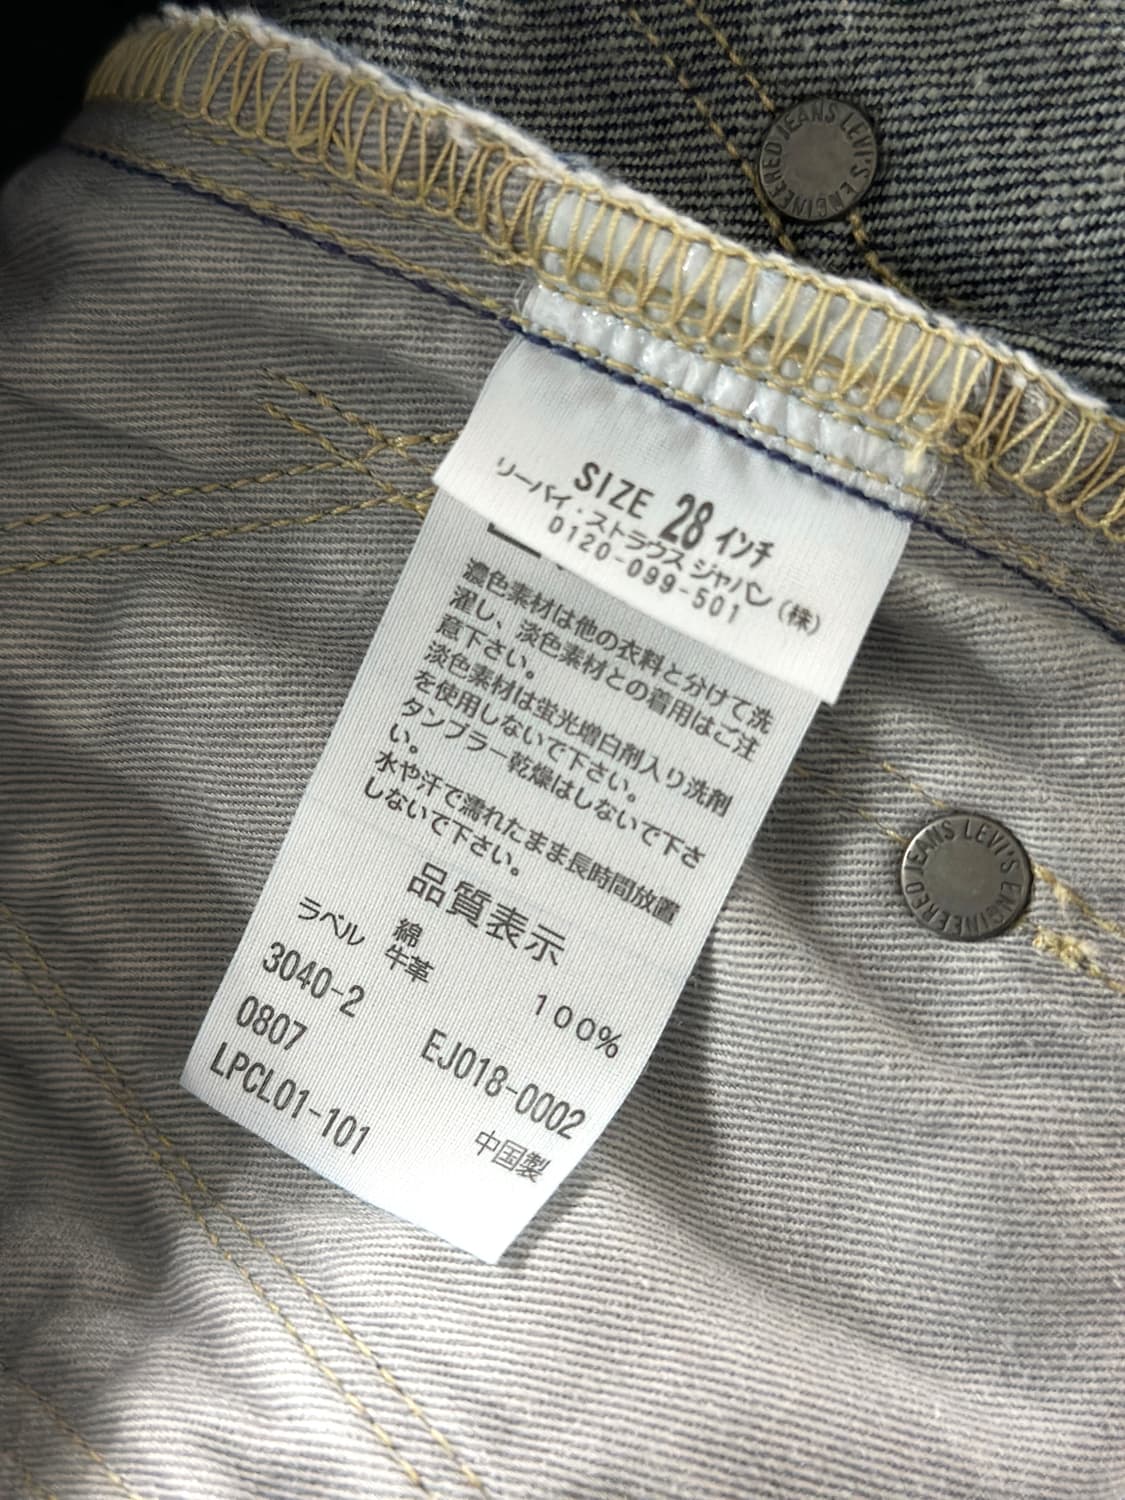 JEANS LEVI'S ENGINEERED
SIZE 28 インチ
リーバイ・ストラウス ジャパン(株)
0120-099-501
濃色素材は他の衣料と分けて洗
濯し、淡色素材との着用はご注
意下さい。
淡色素材は蛍光増白剤入り洗剤
を使用しないで下さい。
タンブラー乾燥はしないで下さ
い。
水や汗で濡れたまま長時間放置
しないで下さい。
品質表示
綿 100%
ラベル 牛革
3040-2 EJ018-0002
0807
LPCL01-101 中国製
JEANS LEVI'S ENGINEERED